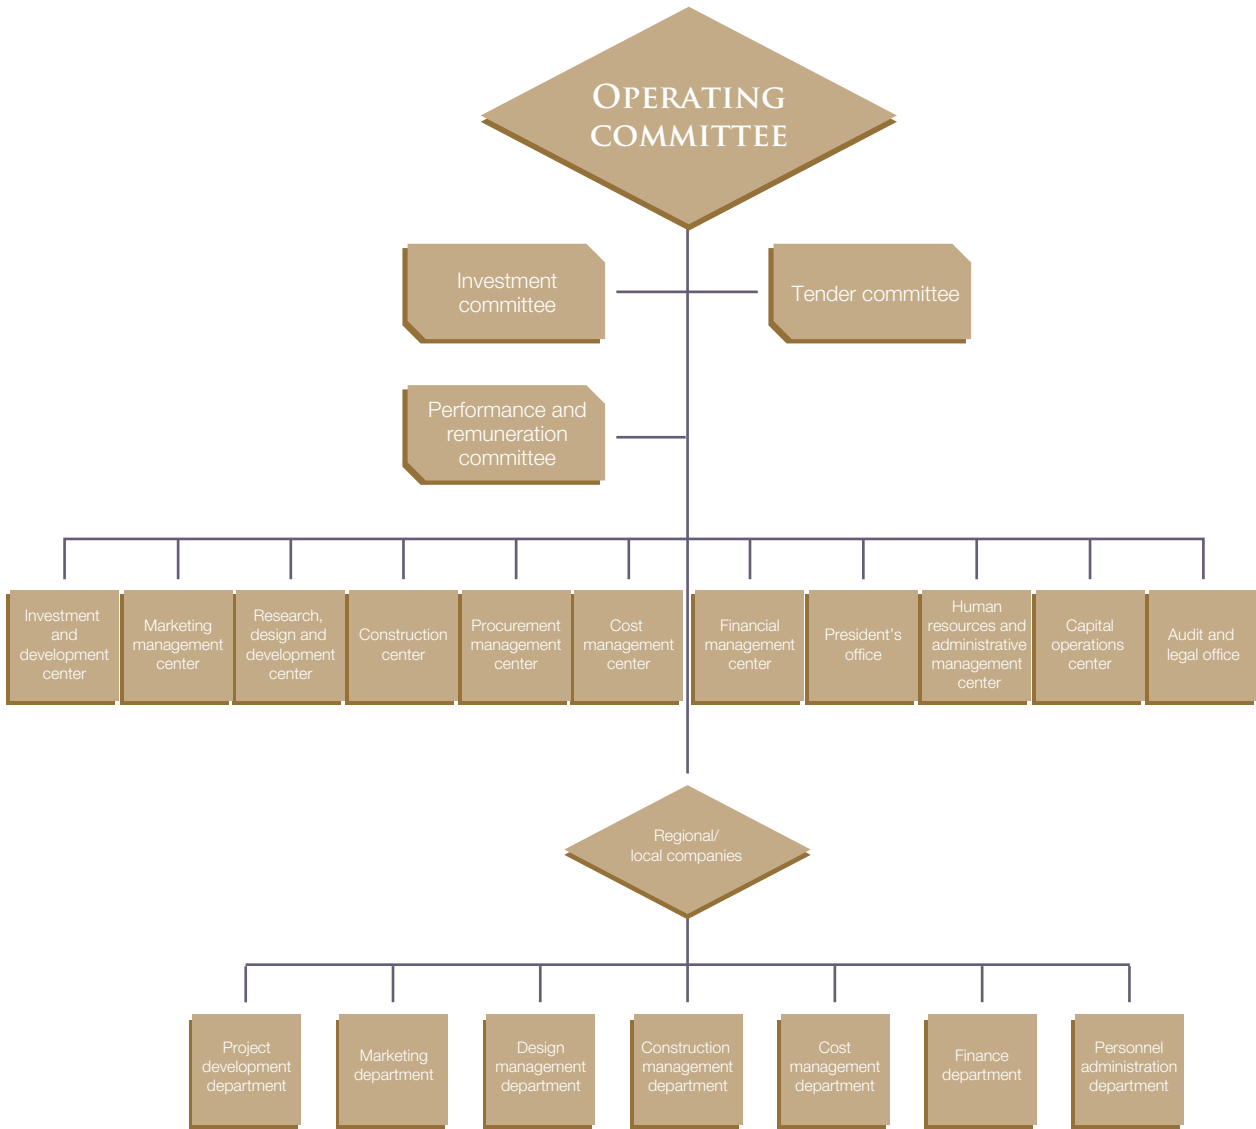 OPERATING
COMMITTEE
Investment
committee
Tender committee
Performance and
remuneration
committee
Investment
and
development
center
Marketing
management
center
Research,
design and
development
center
Construction
center
Procurement
management
center
Cost
management
center
Financial
management
center
President's
office
Human
resources and
administrative
management
center
Capital
operations
center
Audit and
legal office
Regional/
local companies
Project
development
department
Marketing
department
Design
management
department
Construction
management
department
Cost
management
department
Finance
department
Personnel
administration
department